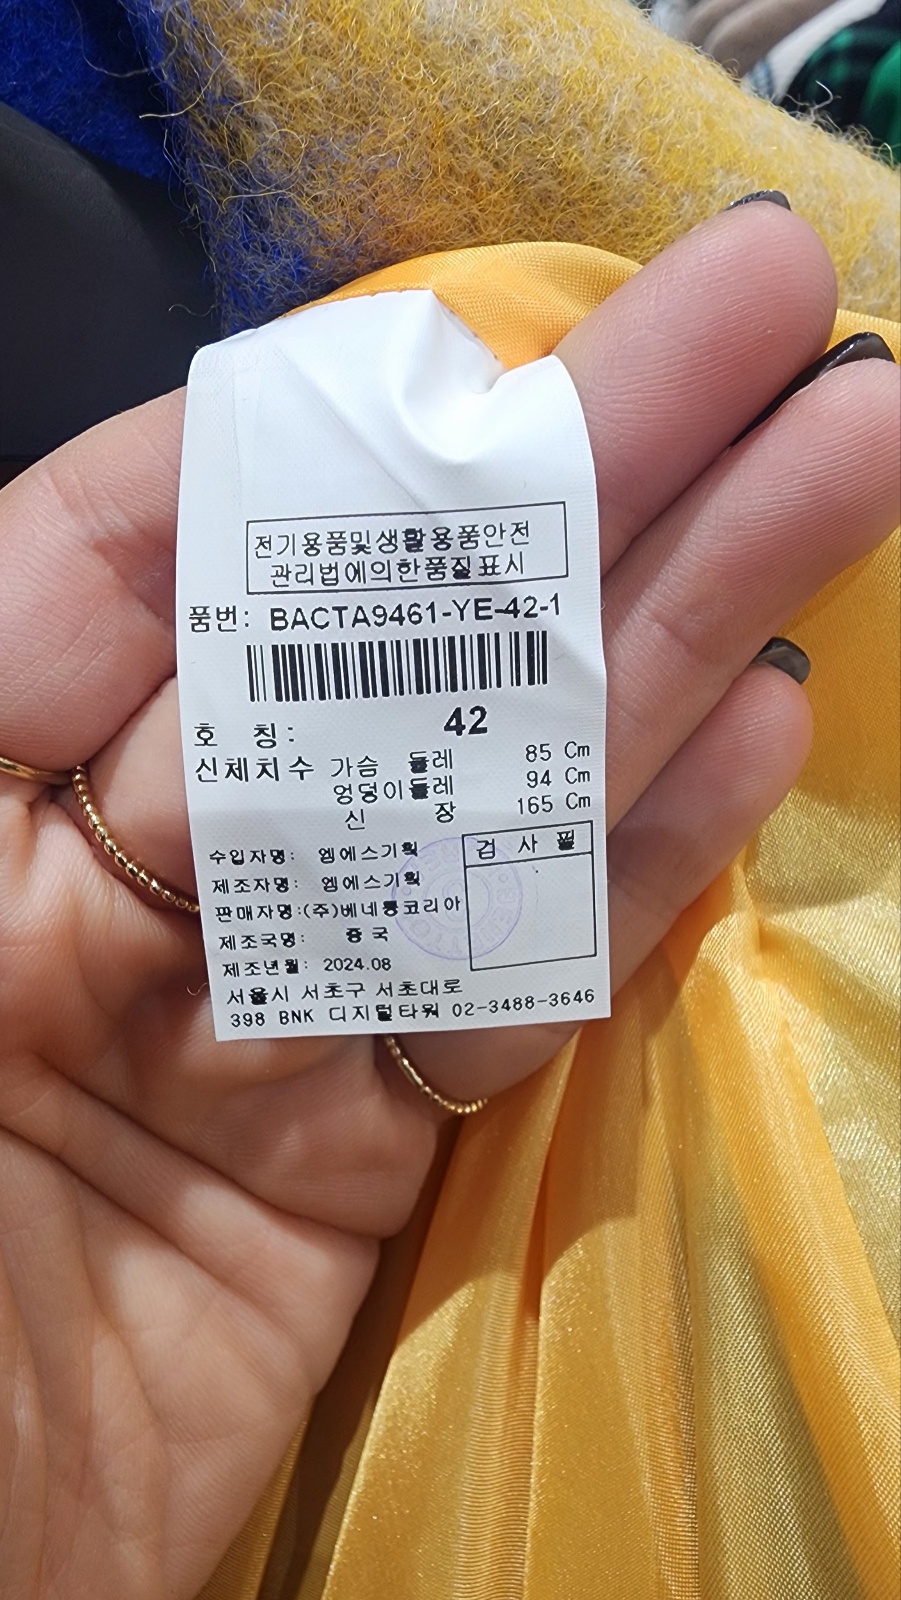 전기용품및생활용품안전
관리법에의한품질표시
품번: BACTA9461-YE-42-1
호 칭: 42
신체치수 가슴 둘레 85 Cm
엉덩이둘레 94 Cm
신 장 165 Cm
수입자명: 엠에스기획
제조자명: 엠에스기획
판매자명:(주)베네통코리아
제조국명: 중국
제조년월: 2024.08
검 사 필
서울시 서초구 서초대로
398 BNK 디지털타워 02-3488-3646